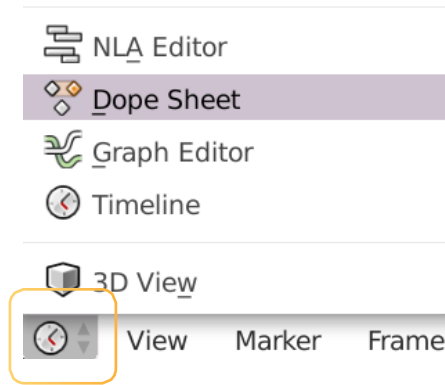 NLA Editor
Dope Sheet
Graph Editor
Timeline
3D View
View Marker Frame